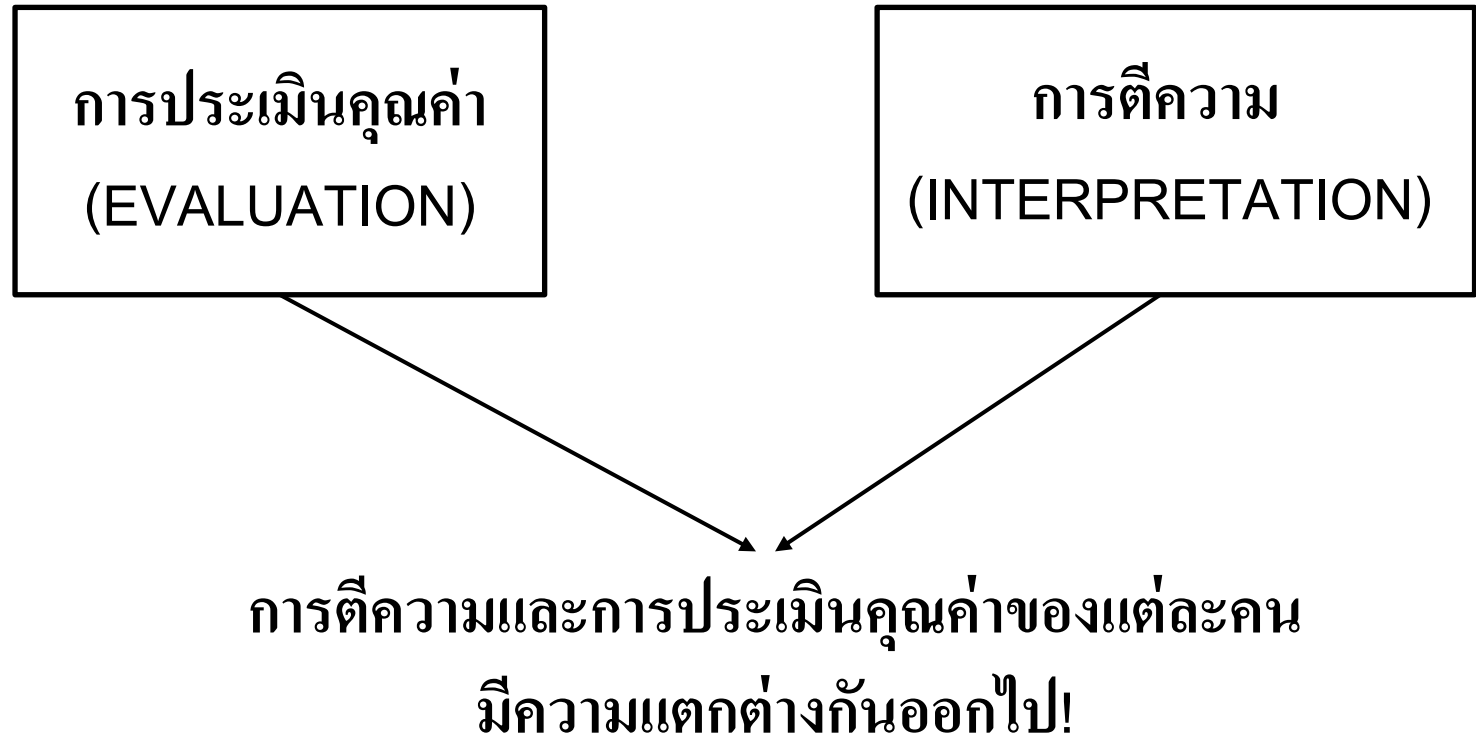 การประเมินคุณค่า
(EVALUATION)
การตีความ
(INTERPRETATION)
การตีความและการประเมินคุณค่าของแต่ละคน
มีความแตกต่างกันออกไป!